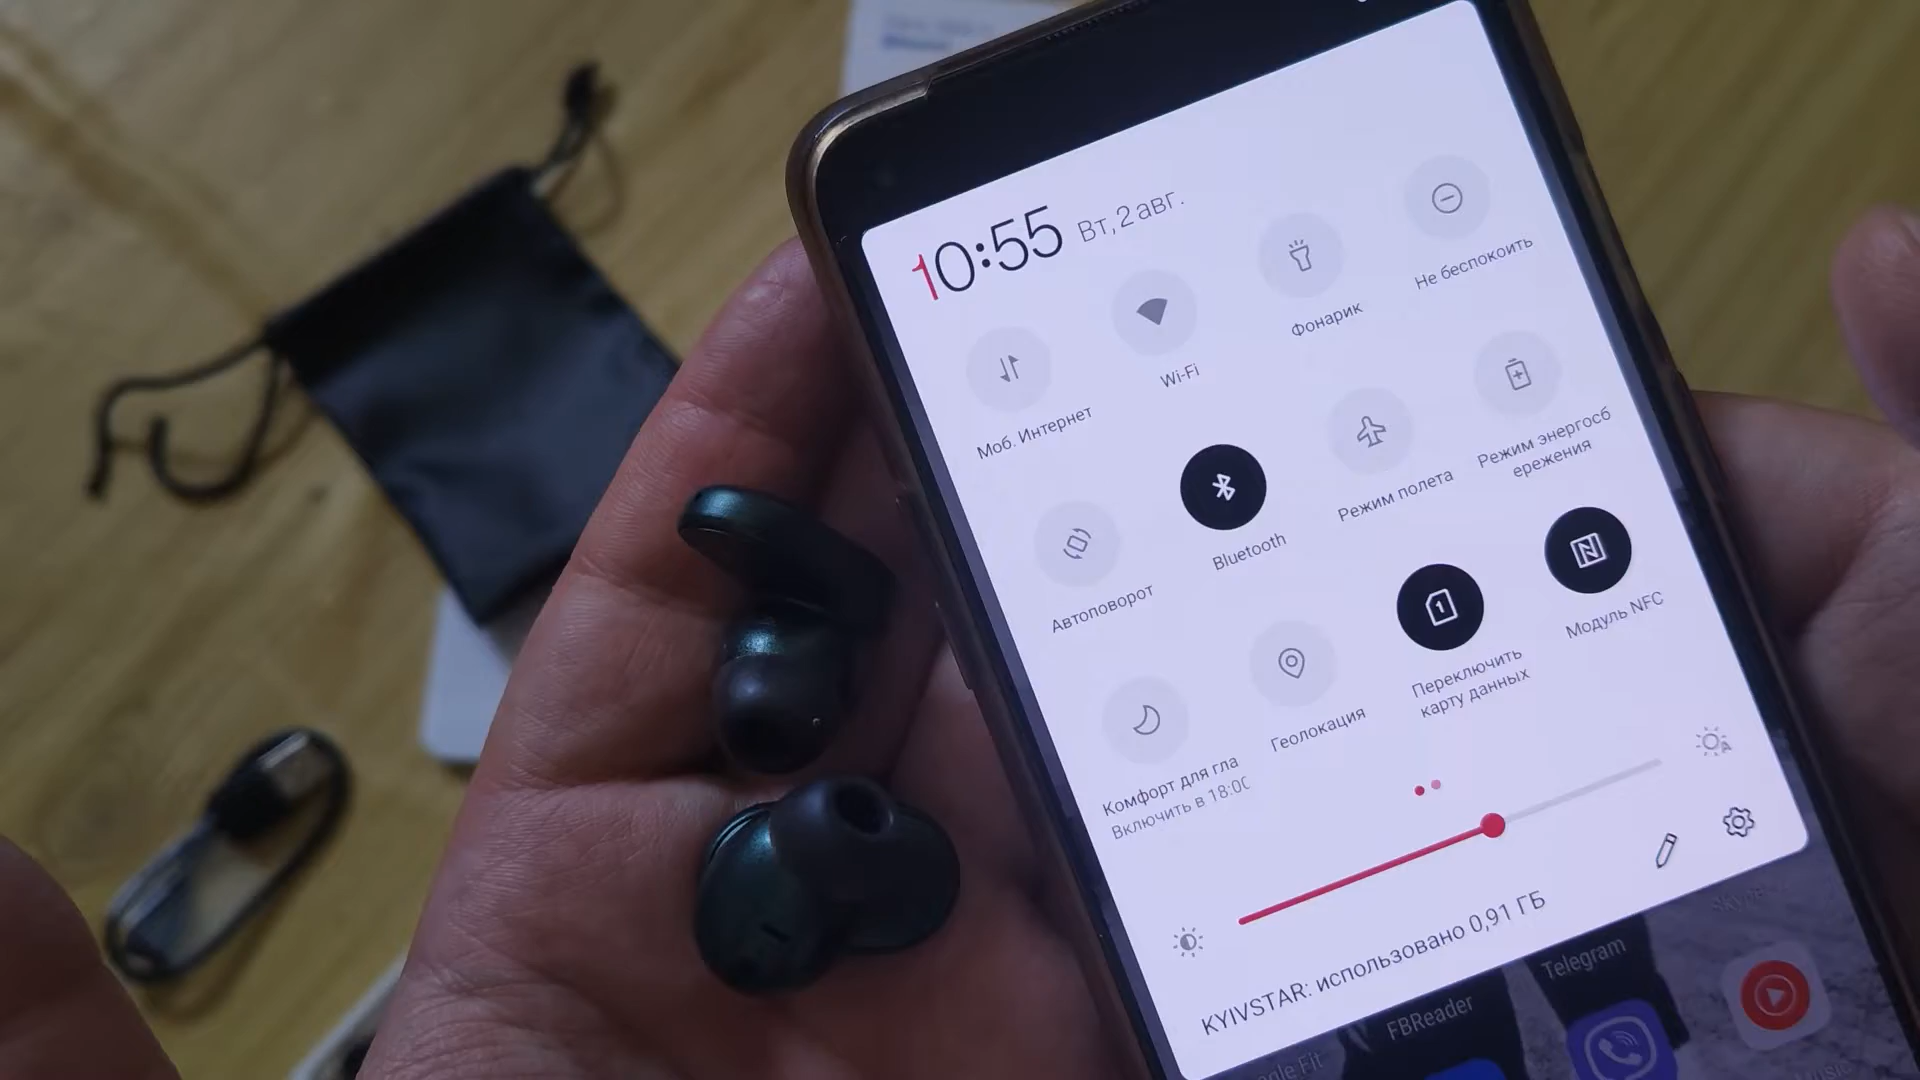 10:55 Вт, 2 авг.
Моб. Интернет
Wi-Fi
Фонарик
Не беспокоить
Автоповорот
Bluetooth
Режим полета
Режим энергосб
ережения
Комфорт для гла
Включить в 18:00
Геолокация
1
Переключить
карту данных
Модуль NFC
KYIVSTAR: использовано 0,91 ГБ
FBReader
Telegram